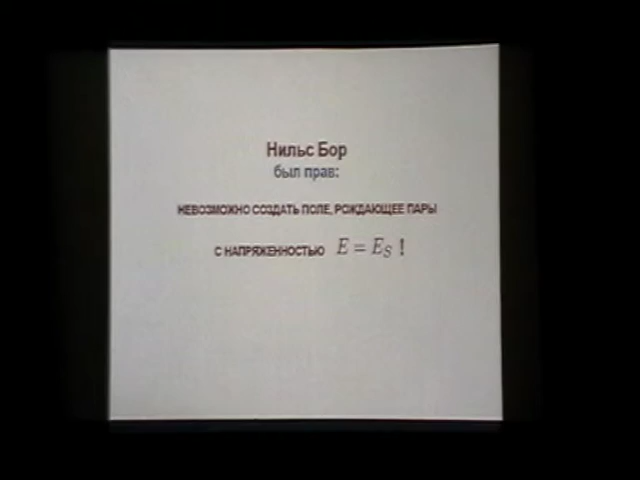 Нильс Бор
был прав:
НЕВОЗМОЖНО СОЗДАТЬ ПОЛЕ, РОЖДАЮЩЕЕ ПАРЫ
С НАПРЯЖЕННОСТЬЮ E = E_S !